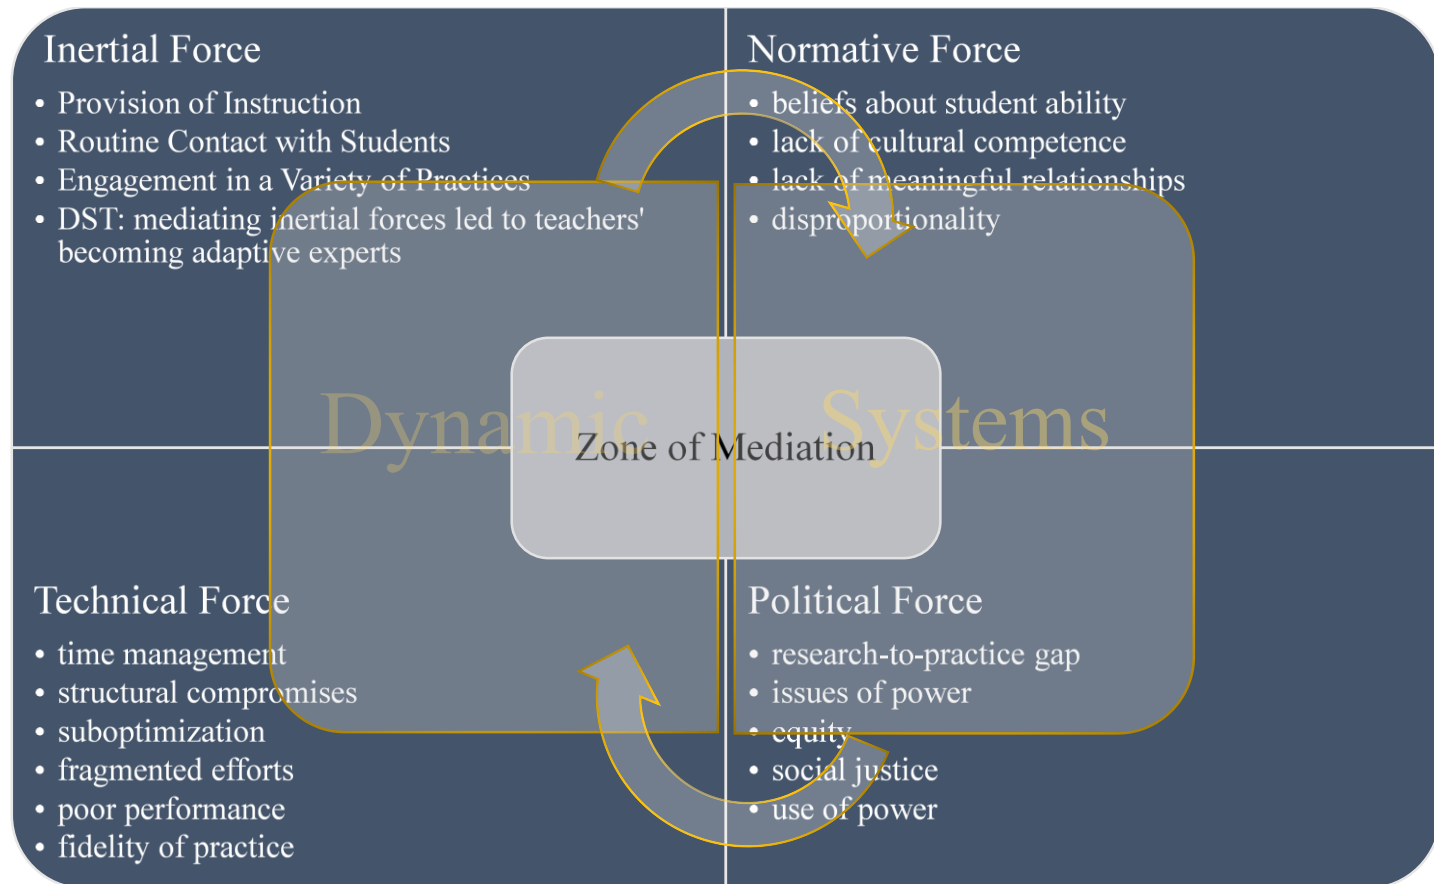 Inertial Force
• Provision of Instruction
• Routine Contact with Students
• Engagement in a Variety of Practices
• DST: mediating inertial forces led to teachers'
becoming adaptive experts
Normative Force
• beliefs about student ability
• lack of cultural competence
• lack of meaningful relationships
• disproportionality
Dynamic Systems
Zone of Mediation
Technical Force
• time management
• structural compromises
• suboptimization
• fragmented efforts
• poor performance
• fidelity of practice
Political Force
• research-to-practice gap
• issues of power
• equity
• social justice
• use of power